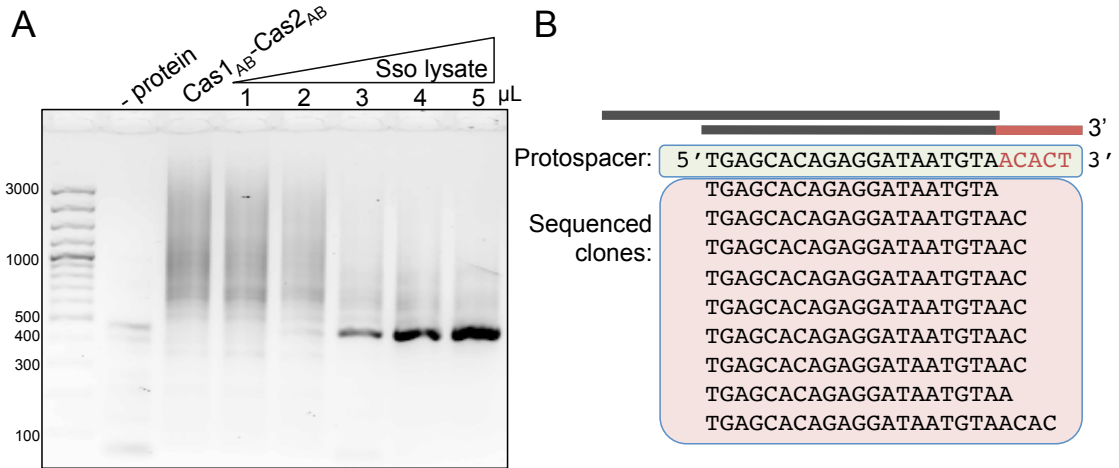 A
- protein
Cas1AB-Cas2AB
Sso lysate
1 2 3 4 5 µL
3000
1000
500
400
300
100
B
3’
Protospacer: 5’TGAGCACAGAGGATAATGTAACACT 3’
Sequenced clones:
TGAGCACAGAGGATAATGTA
TGAGCACAGAGGATAATGTAAC
TGAGCACAGAGGATAATGTAAC
TGAGCACAGAGGATAATGTAAC
TGAGCACAGAGGATAATGTAAC
TGAGCACAGAGGATAATGTAAC
TGAGCACAGAGGATAATGTAAC
TGAGCACAGAGGATAATGTAA
TGAGCACAGAGGATAATGTAACAC